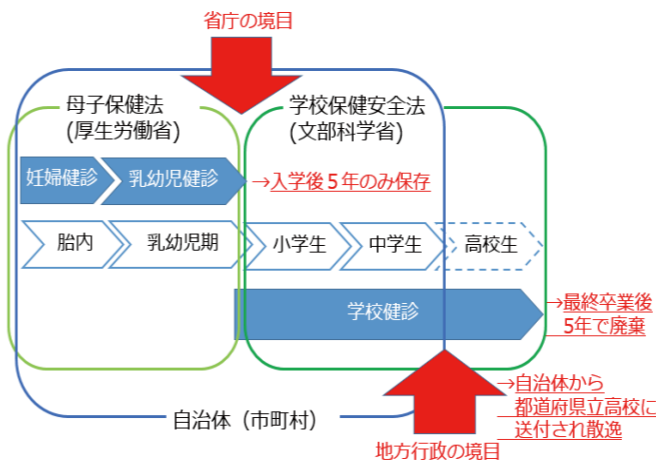 省庁の境目
母子保健法
(厚生労働省)
学校保健安全法
(文部科学省)
妊婦健診
乳幼児健診
→入学後５年のみ保存
胎内
乳幼児期
小学生
中学生
高校生
学校健診
→最終卒業後
5年で廃棄
→自治体から
都道府県立高校に
送付され散逸
自治体（市町村）
地方行政の境目